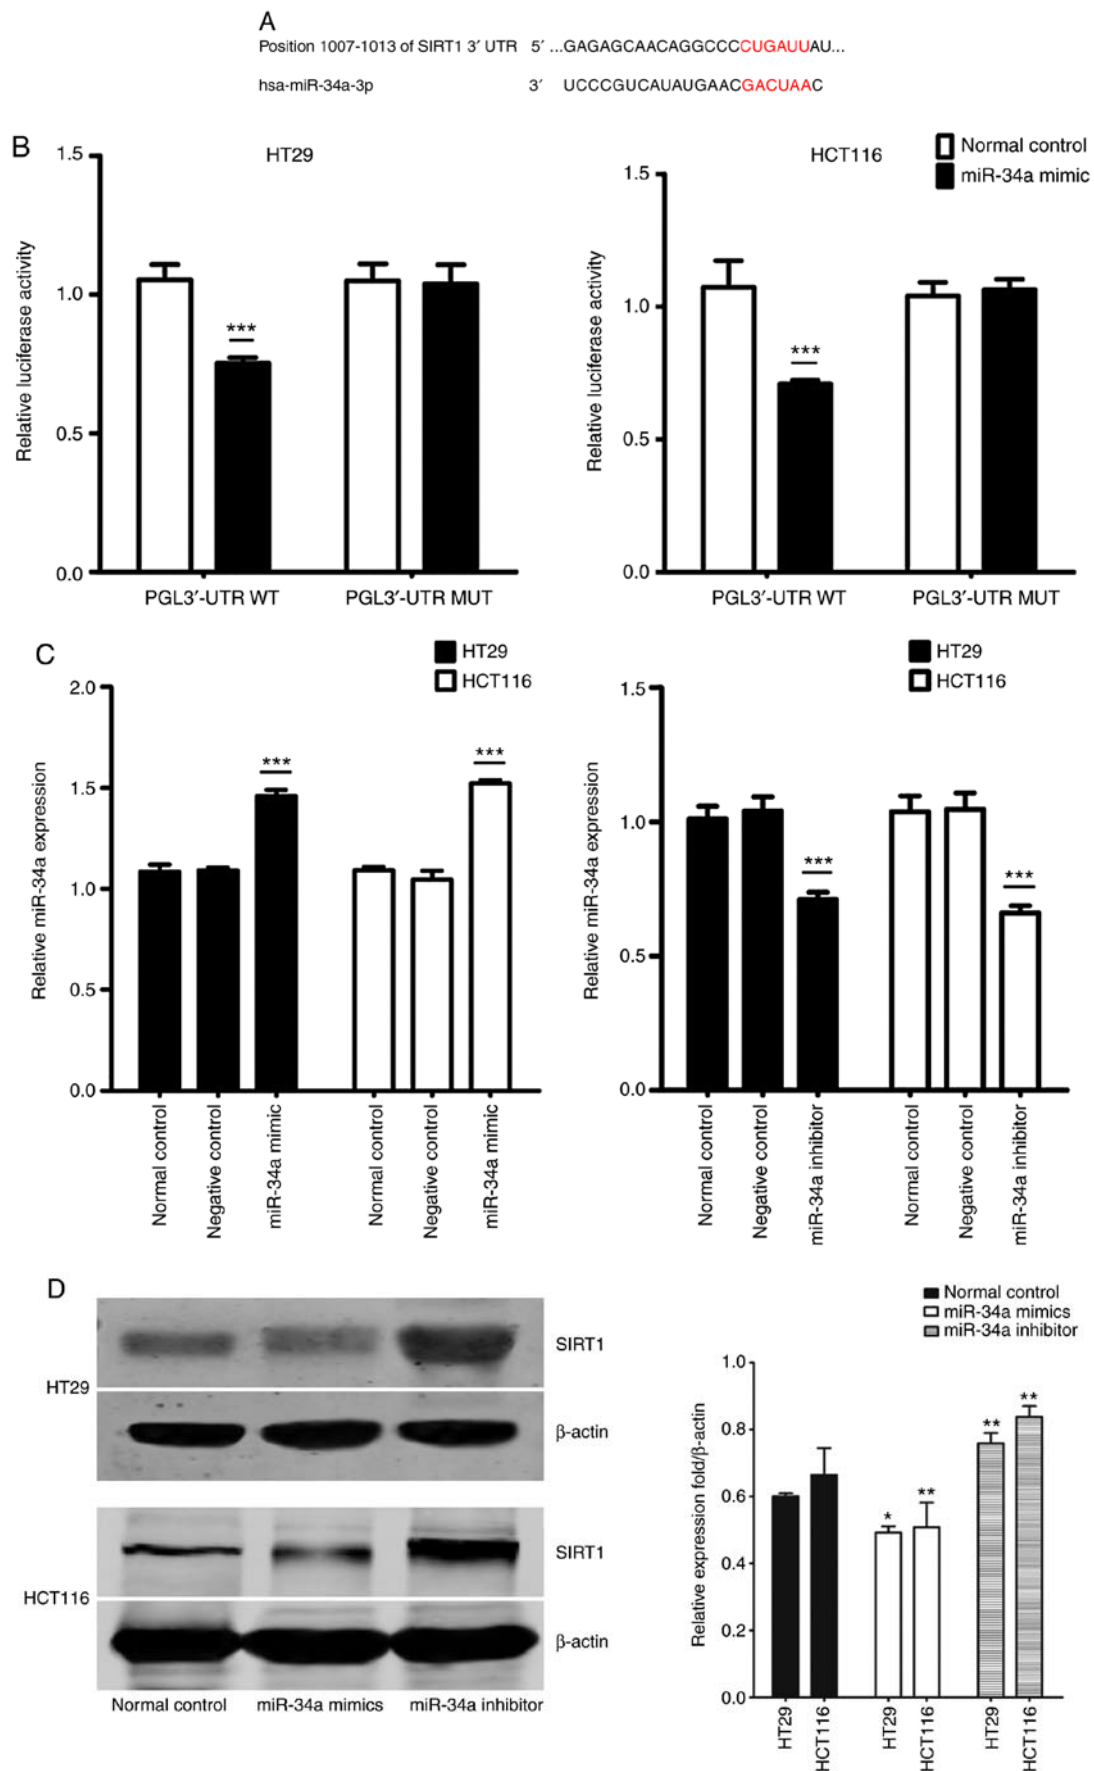 A
Position 1007-1013 of SIRT1 3′ UTR 5′ ...GAGAGCAACAGGCCCCUGAUUAU...
hsa-miR-34a-3p 3′ UCCCGUCAUAUGAACGACUAAC
B
HT29
1.5
1.0
0.5
0.0
Relative luciferase activity
***
PGL3′-UTR WT PGL3′-UTR MUT
HCT116
Normal control
miR-34a mimic
1.5
1.0
0.5
0.0
Relative luciferase activity
***
PGL3′-UTR WT PGL3′-UTR MUT
C
HT29
HCT116
2.0
1.5
1.0
0.5
0.0
Relative miR-34a expression
***
***
Normal control
Negative control
miR-34a mimic
Normal control
Negative control
miR-34a mimic
HT29
HCT116
1.5
1.0
0.5
0.0
Relative miR-34a expression
***
***
Normal control
Negative control
miR-34a inhibitor
Normal control
Negative control
miR-34a inhibitor
D
SIRT1
HT29
β-actin
SIRT1
HCT116
β-actin
Normal control miR-34a mimics miR-34a inhibitor
Normal control
miR-34a mimics
miR-34a inhibitor
1.0
0.8
0.6
0.4
0.2
0.0
Relative expression fold/β-actin
*
**
**
**
HT29
HCT116
HT29
HCT116
HT29
HCT116